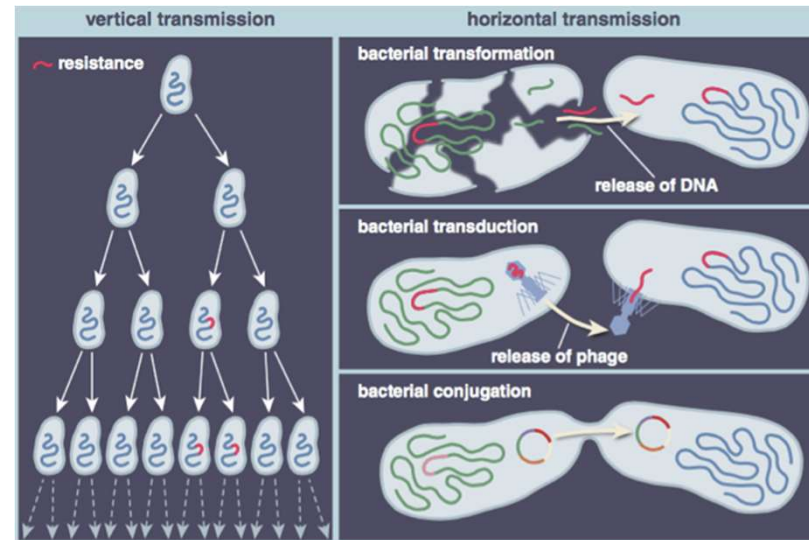 vertical transmission
resistance
horizontal transmission
bacterial transformation
release of DNA
bacterial transduction
release of phage
bacterial conjugation